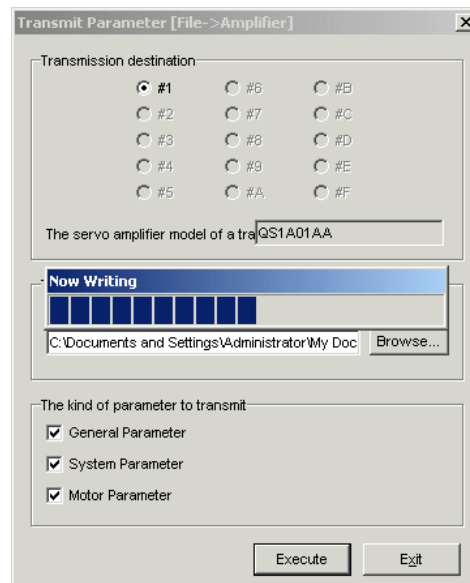 Transmit Parameter [File->Amplifier]
Transmission destination
#1 #6 #B
#2 #7 #C
#3 #8 #D
#4 #9 #E
#5 #A #F
The servo amplifier model of a tra QS1A01AA
Now Writing
C:\Documents and Settings\Administrator\My Doc Browse...
The kind of parameter to transmit
General Parameter
System Parameter
Motor Parameter
Execute Exit